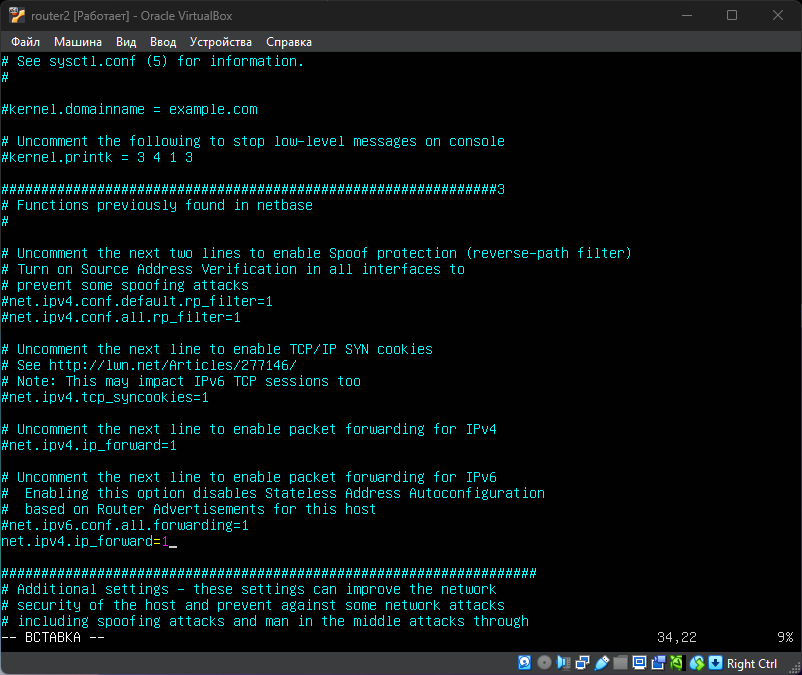 router2 [Работает] - Oracle VirtualBox
Файл Машина Вид Ввод Устройства Справка
# See sysctl.conf (5) for information.
#
#kernel.domainname = example.com
# Uncomment the following to stop low-level messages on console
#kernel.printk = 3 4 1 3
##############################################################3
# Functions previously found in netbase
#
# Uncomment the next two lines to enable Spoof protection (reverse-path filter)
# Turn on Source Address Verification in all interfaces to
# prevent some spoofing attacks
#net.ipv4.conf.default.rp_filter=1
#net.ipv4.conf.all.rp_filter=1
# Uncomment the next line to enable TCP/IP SYN cookies
# See http://lwn.net/Articles/277146/
# Note: This may impact IPv6 TCP sessions too
#net.ipv4.tcp_syncookies=1
# Uncomment the next line to enable packet forwarding for IPv4
#net.ipv4.ip_forward=1
# Uncomment the next line to enable packet forwarding for IPv6
#  Enabling this option disables Stateless Address Autoconfiguration
#  based on Router Advertisements for this host
#net.ipv6.conf.all.forwarding=1
net.ipv4.ip_forward=1_
###################################################################
# Additional settings – these settings can improve the network
# security of the host and prevent against some network attacks
# including spoofing attacks and man in the middle attacks through
-- ВСТАВКА -- 34,22 9%
Right Ctrl